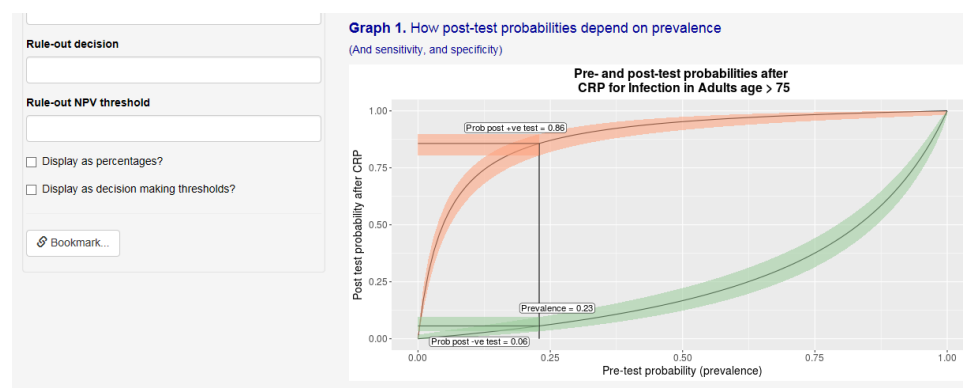 Rule-out decision
Rule-out NPV threshold
Display as percentages?
Display as decision making thresholds?
Bookmark...
Graph 1. How post-test probabilities depend on prevalence
(And sensitivity, and specificity)
Pre- and post-test probabilities after
CRP for Infection in Adults age > 75
Post test probability after CRP
1.00
0.75
0.50
0.25
0.00
Prob post +ve test = 0.86
Prevalence = 0.23
Prob post -ve test = 0.06
0.00 0.25 0.50 0.75 1.00
Pre-test probability (prevalence)